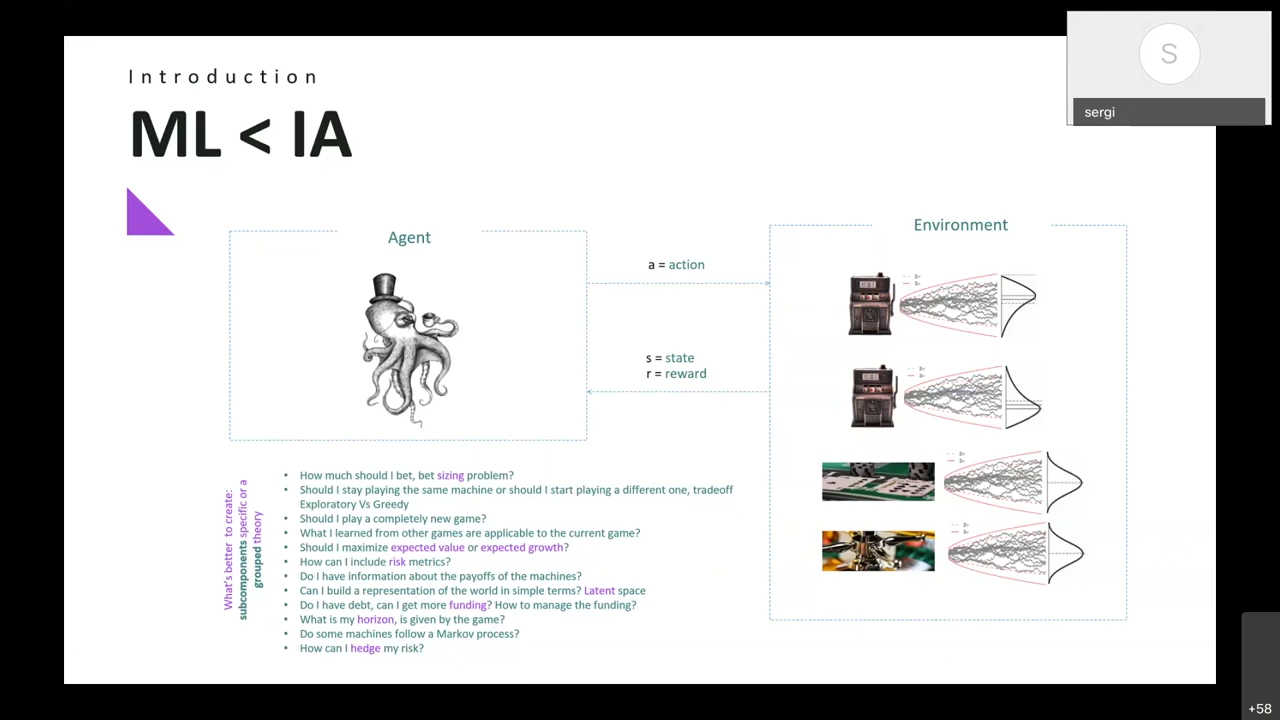 Introduction
ML < IA
S
sergi
Agent
Environment
a = action
s = state
r = reward
What's better to create:
subcomponents specific or a
grouped theory
• How much should I bet, bet sizing problem?
• Should I stay playing the same machine or should I start playing a different one, tradeoff
Exploratory Vs Greedy
• Should I play a completely new game?
• What I learned from other games are applicable to the current game?
• Should I maximize expected value or expected growth?
• How can I include risk metrics?
• Do I have information about the payoffs of the machines?
• Can I build a representation of the world in simple terms? Latent space
• Do I have debt, can I get more funding? How to manage the funding?
• What is my horizon, is given by the game?
• Do some machines follow a Markov process?
• How can I hedge my risk?
+58